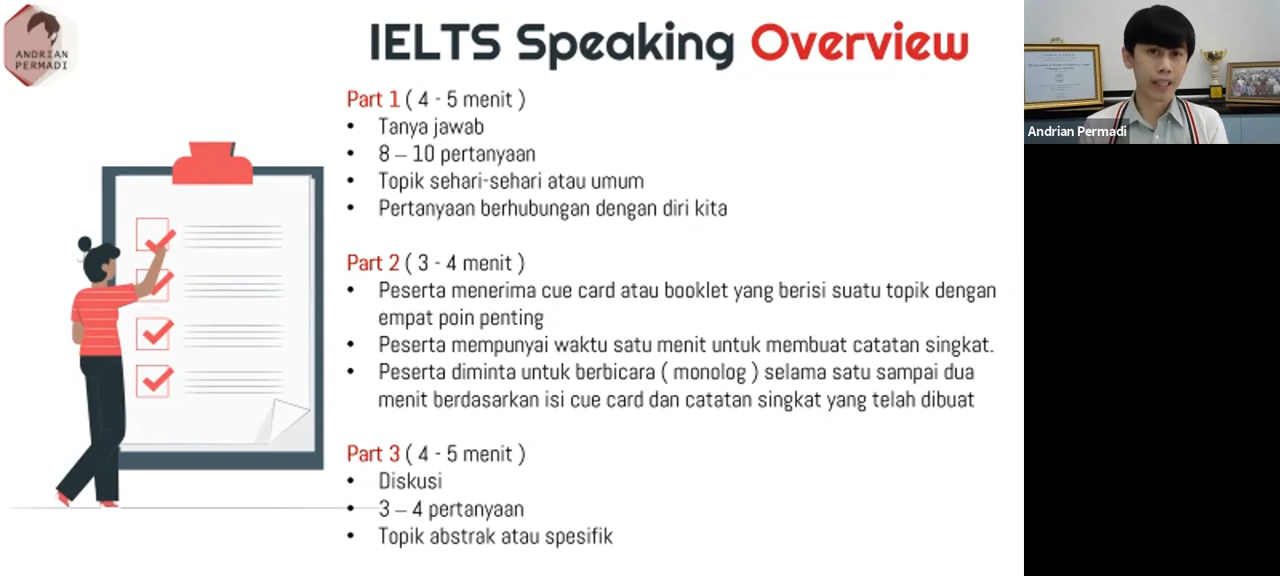 ANDRIAN
PERMADI
IELTS Speaking Overview
Part 1 ( 4 - 5 menit )
• Tanya jawab
• 8 – 10 pertanyaan
• Topik sehari-sehari atau umum
• Pertanyaan berhubungan dengan diri kita
Part 2 ( 3 - 4 menit )
• Peserta menerima cue card atau booklet yang berisi suatu topik dengan
empat poin penting
• Peserta mempunyai waktu satu menit untuk membuat catatan singkat.
• Peserta diminta untuk berbicara ( monolog ) selama satu sampai dua
menit berdasarkan isi cue card dan catatan singkat yang telah dibuat
Part 3 ( 4 - 5 menit )
• Diskusi
• 3 – 4 pertanyaan
• Topik abstrak atau spesifik
Andrian Permadi